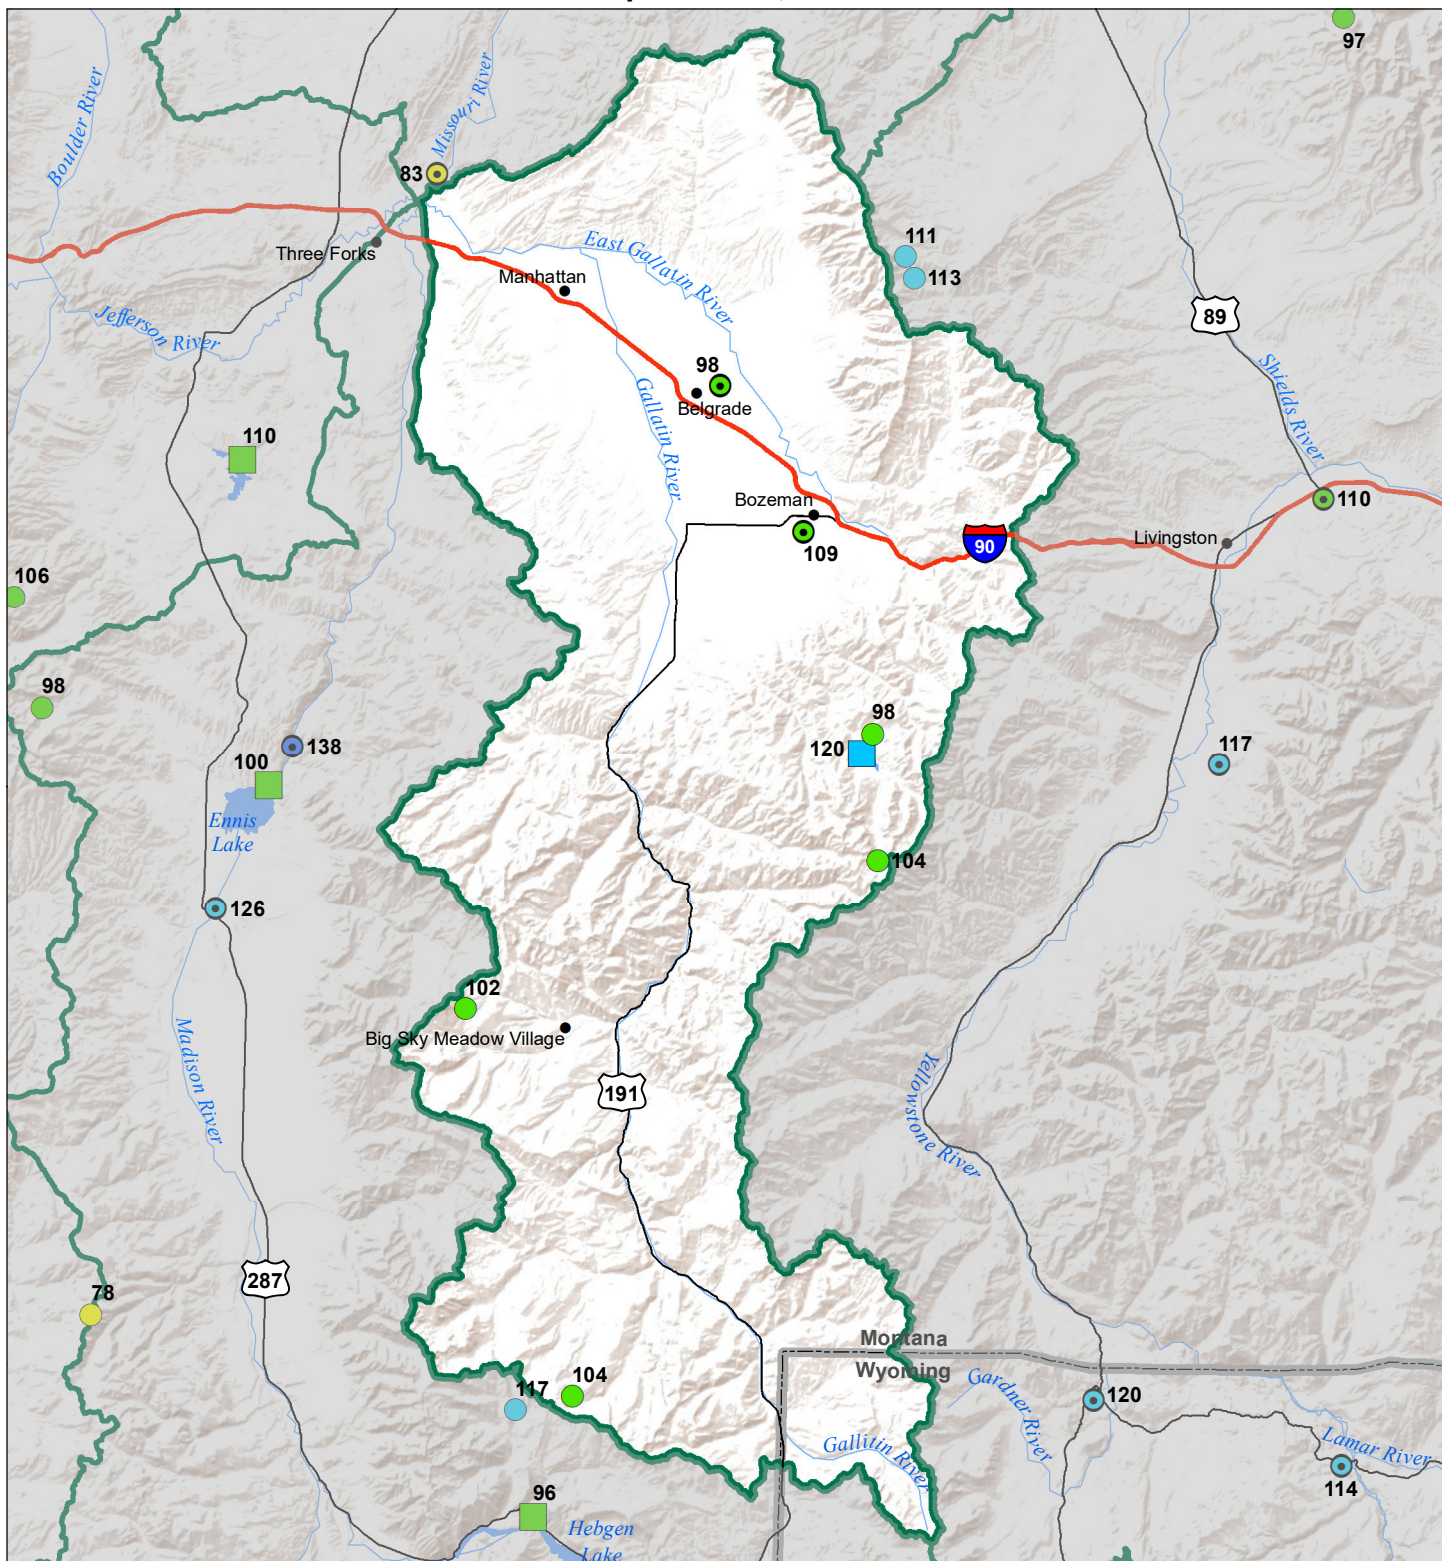 97
Boulder River
Missouri River
83
Three Forks
East Gallatin River
111
113
Manhattan
89
Jefferson River
Shields River
98
Belgrade
Gallatin River
110
Bozeman
109
90
110
Livingston
106
98
98
138
120
117
100
Ennis
Lake
104
126
102
Big Sky Meadow Village
Madison River
191
Yellowstone River
287
78
Montana
Wyoming
104
117
Gardner River
120
Gallitin River
Lamar River
114
96
Hebgen
Lake